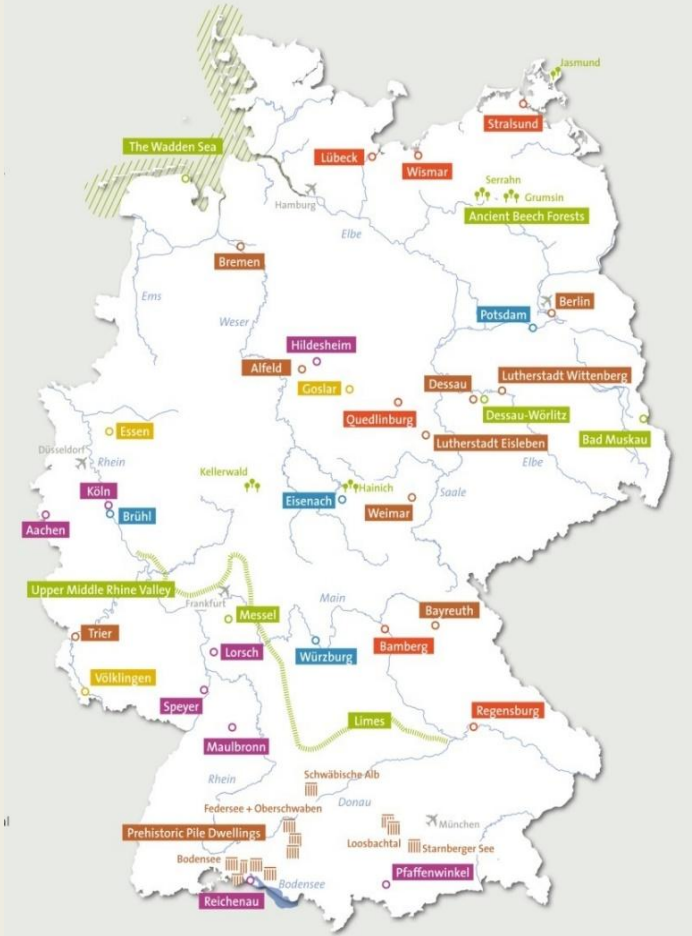 Jasmund
Stralsund
The Wadden Sea
Lübeck
Wismar
Serrahn
Grumsin
Hamburg
Ancient Beech Forests
Elbe
Bremen
Ems
Berlin
Potsdam
Weser
Hildesheim
Alfeld
Lutherstadt Wittenberg
Goslar
Dessau
Quedlinburg
Dessau-Wörlitz
Essen
Bad Muskau
Lutherstadt Eisleben
Düsseldorf
Rhein
Elbe
Kellerwald
Hainich
Köln
Eisenach
Saale
Brühl
Weimar
Aachen
Upper Middle Rhine Valley
Main
Frankfurt
Bayreuth
Messel
Trier
Bamberg
Lorsch
Würzburg
Völklingen
Speyer
Regensburg
Limes
Maulbronn
Schwäbische Alb
Rhein
Donau
Federsee + Oberschwaben
München
Prehistoric Pile Dwellings
Loosbachtal
Starnberger See
Bodensee
Pfaffenwinkel
Bodensee
Reichenau